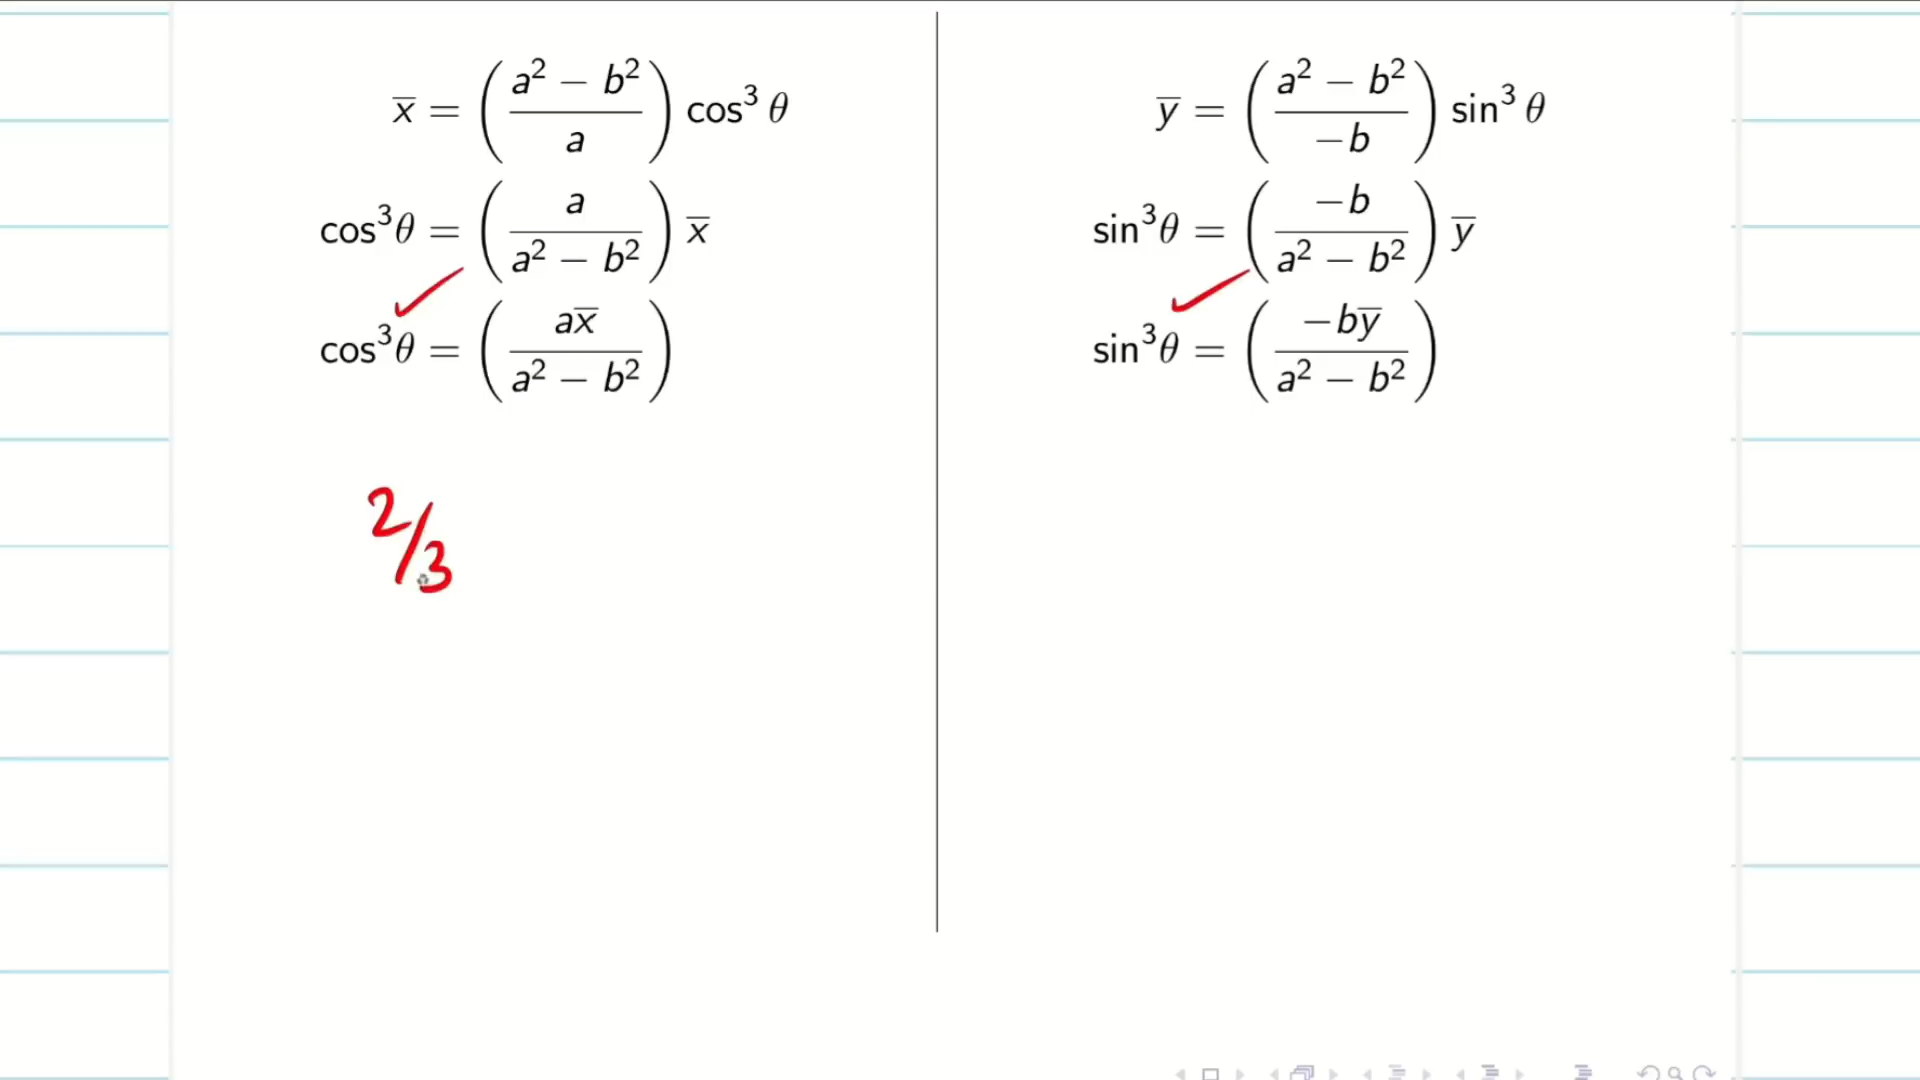 x̅ = ( (a² − b²) / a ) cos³ θ
cos³θ = ( a / (a² − b²) ) x̅
cos³θ = ( ax̅ / (a² − b²) )
2/3
y̅ = ( (a² − b²) / −b ) sin³ θ
sin³θ = ( −b / (a² − b²) ) y̅
sin³θ = ( −by̅ / (a² − b²) )